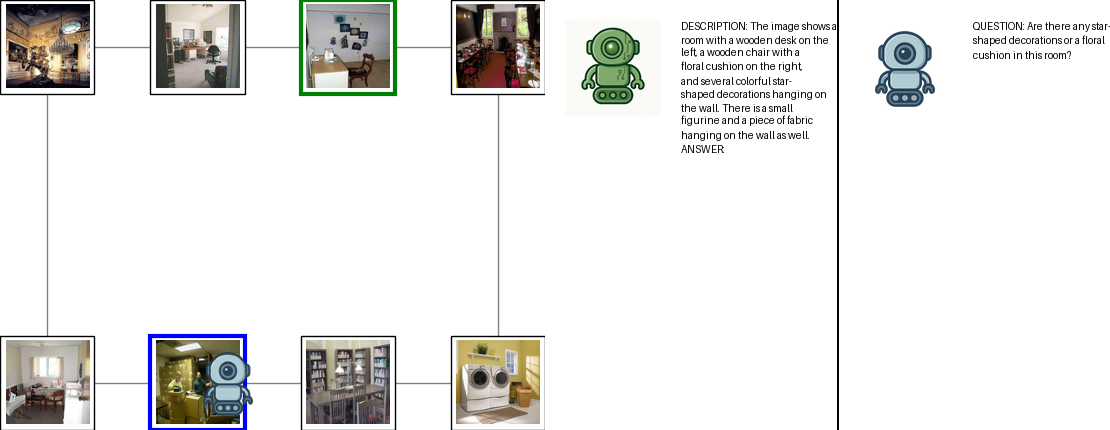 DESCRIPTION: The image shows a
room with a wooden desk on the
left, a wooden chair with a
floral cushion on the right,
and several colorful star-
shaped decorations hanging on
the wall. There is a small
figurine and a piece of fabric
hanging on the wall as well.
ANSWER:
QUESTION: Are there any star-
shaped decorations or a floral
cushion in this room?